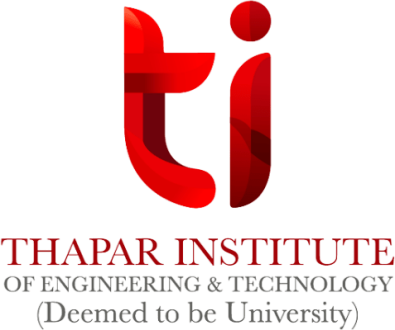 ti
THAPAR INSTITUTE
OF ENGINEERING & TECHNOLOGY
(Deemed to be University)